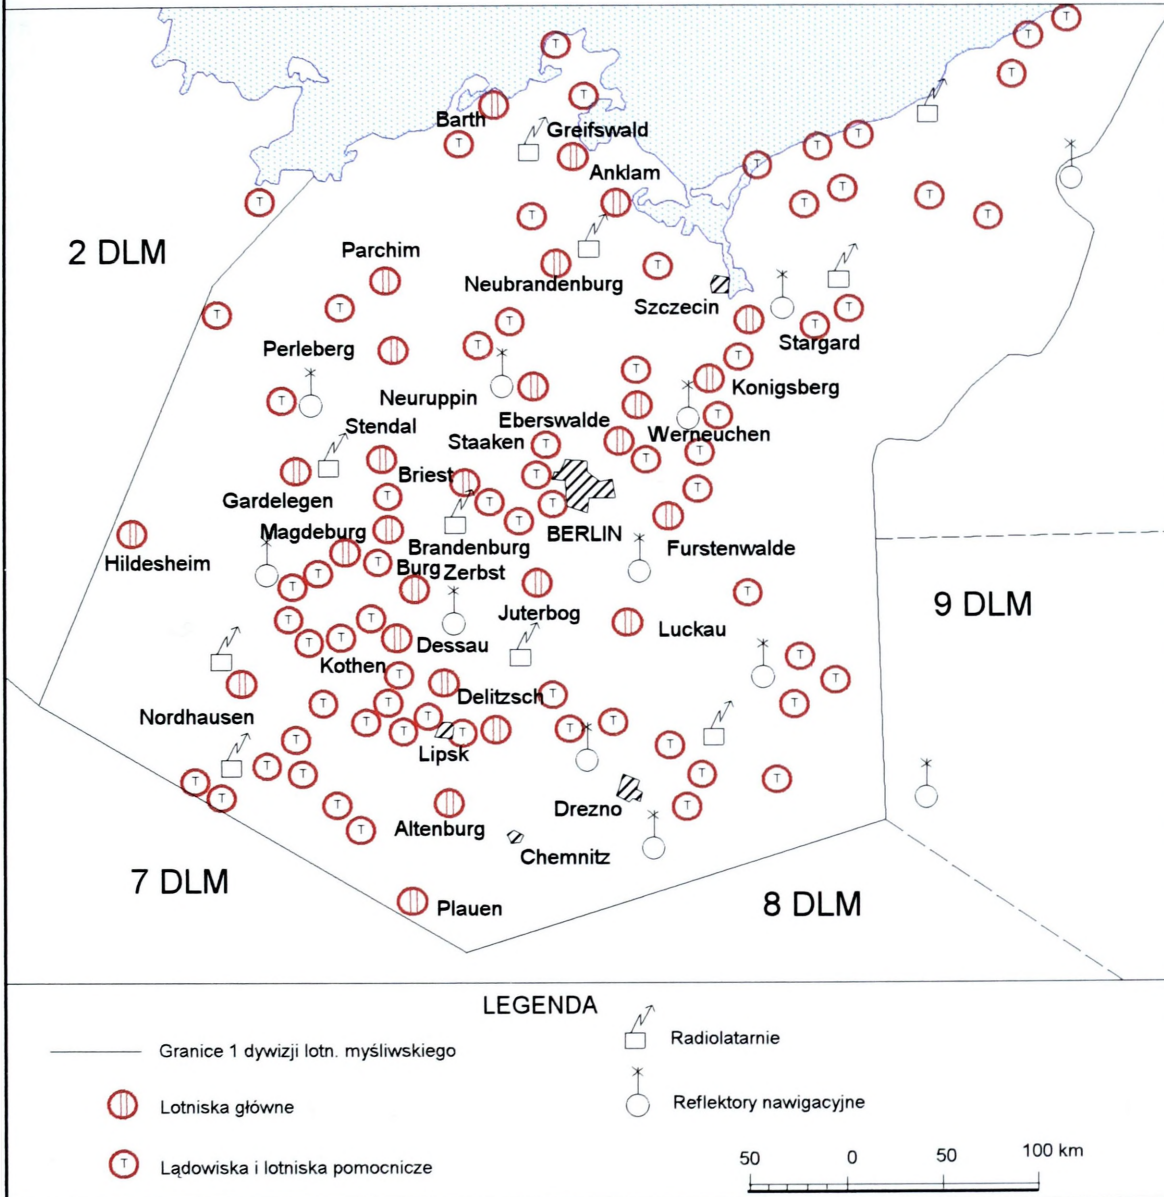 Barth
Greifswald
Anklam
2 DLM
Parchim
Neubrandenburg
Szczecin
Stargard
Perleberg
Konigsberg
Neuruppin
Eberswalde
Stendal
Staaken
Werneuchen
Briest
Gardelegen
Magdeburg
BERLIN
Brandenburg
Furstenwalde
Hildesheim
Burg
Zerbst
9 DLM
Juterbog
Luckau
Dessau
Kothen
Delitzsch
Nordhausen
Lipsk
Drezno
Altenburg
Chemnitz
7 DLM
8 DLM
Plauen
LEGENDA
Granice 1 dywizji lotn. myśliwskiego
Radiolatarnie
Lotniska główne
Reflektory nawigacyjne
T Lądowiska i lotniska pomocnicze
50 0 50 100 km